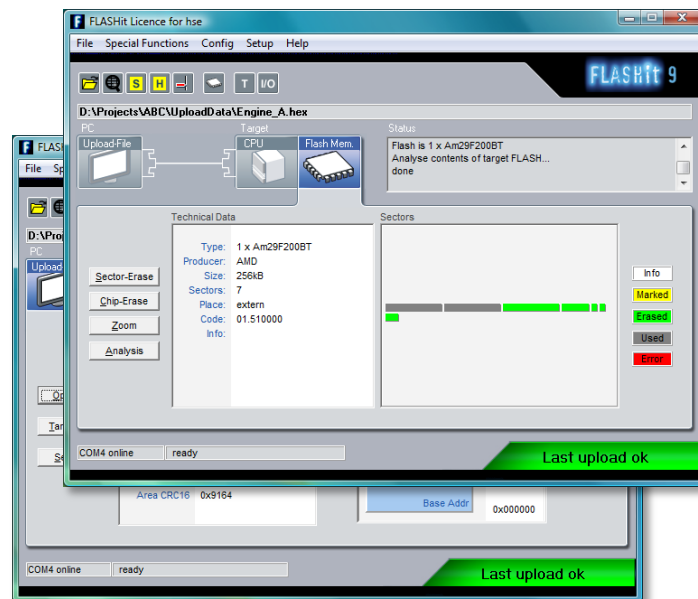 FLASHit Licence for hse
File Special Functions Config Setup Help
S H T I/O
FLASHit 9
D:\Projects\ABC\UploadData\Engine_A.hex
PC Target Status
Upload-File CPU Flash Mem.
Flash is 1 x Am29F200BT
Analyse contents of target FLASH...
done
Technical Data Sectors
Type: 1 x Am29F200BT
Producer: AMD
Size: 256kB
Sectors: 7
Place: extern
Code: 01.510000
Info:
Sector-Erase
Chip-Erase
Zoom
Analysis
Info
Marked
Erased
Used
Error
COM4 online ready
Last upload ok
File
PC
Area CRC16 0x9164
Base Addr 0x000000
COM4 online ready
Last upload ok